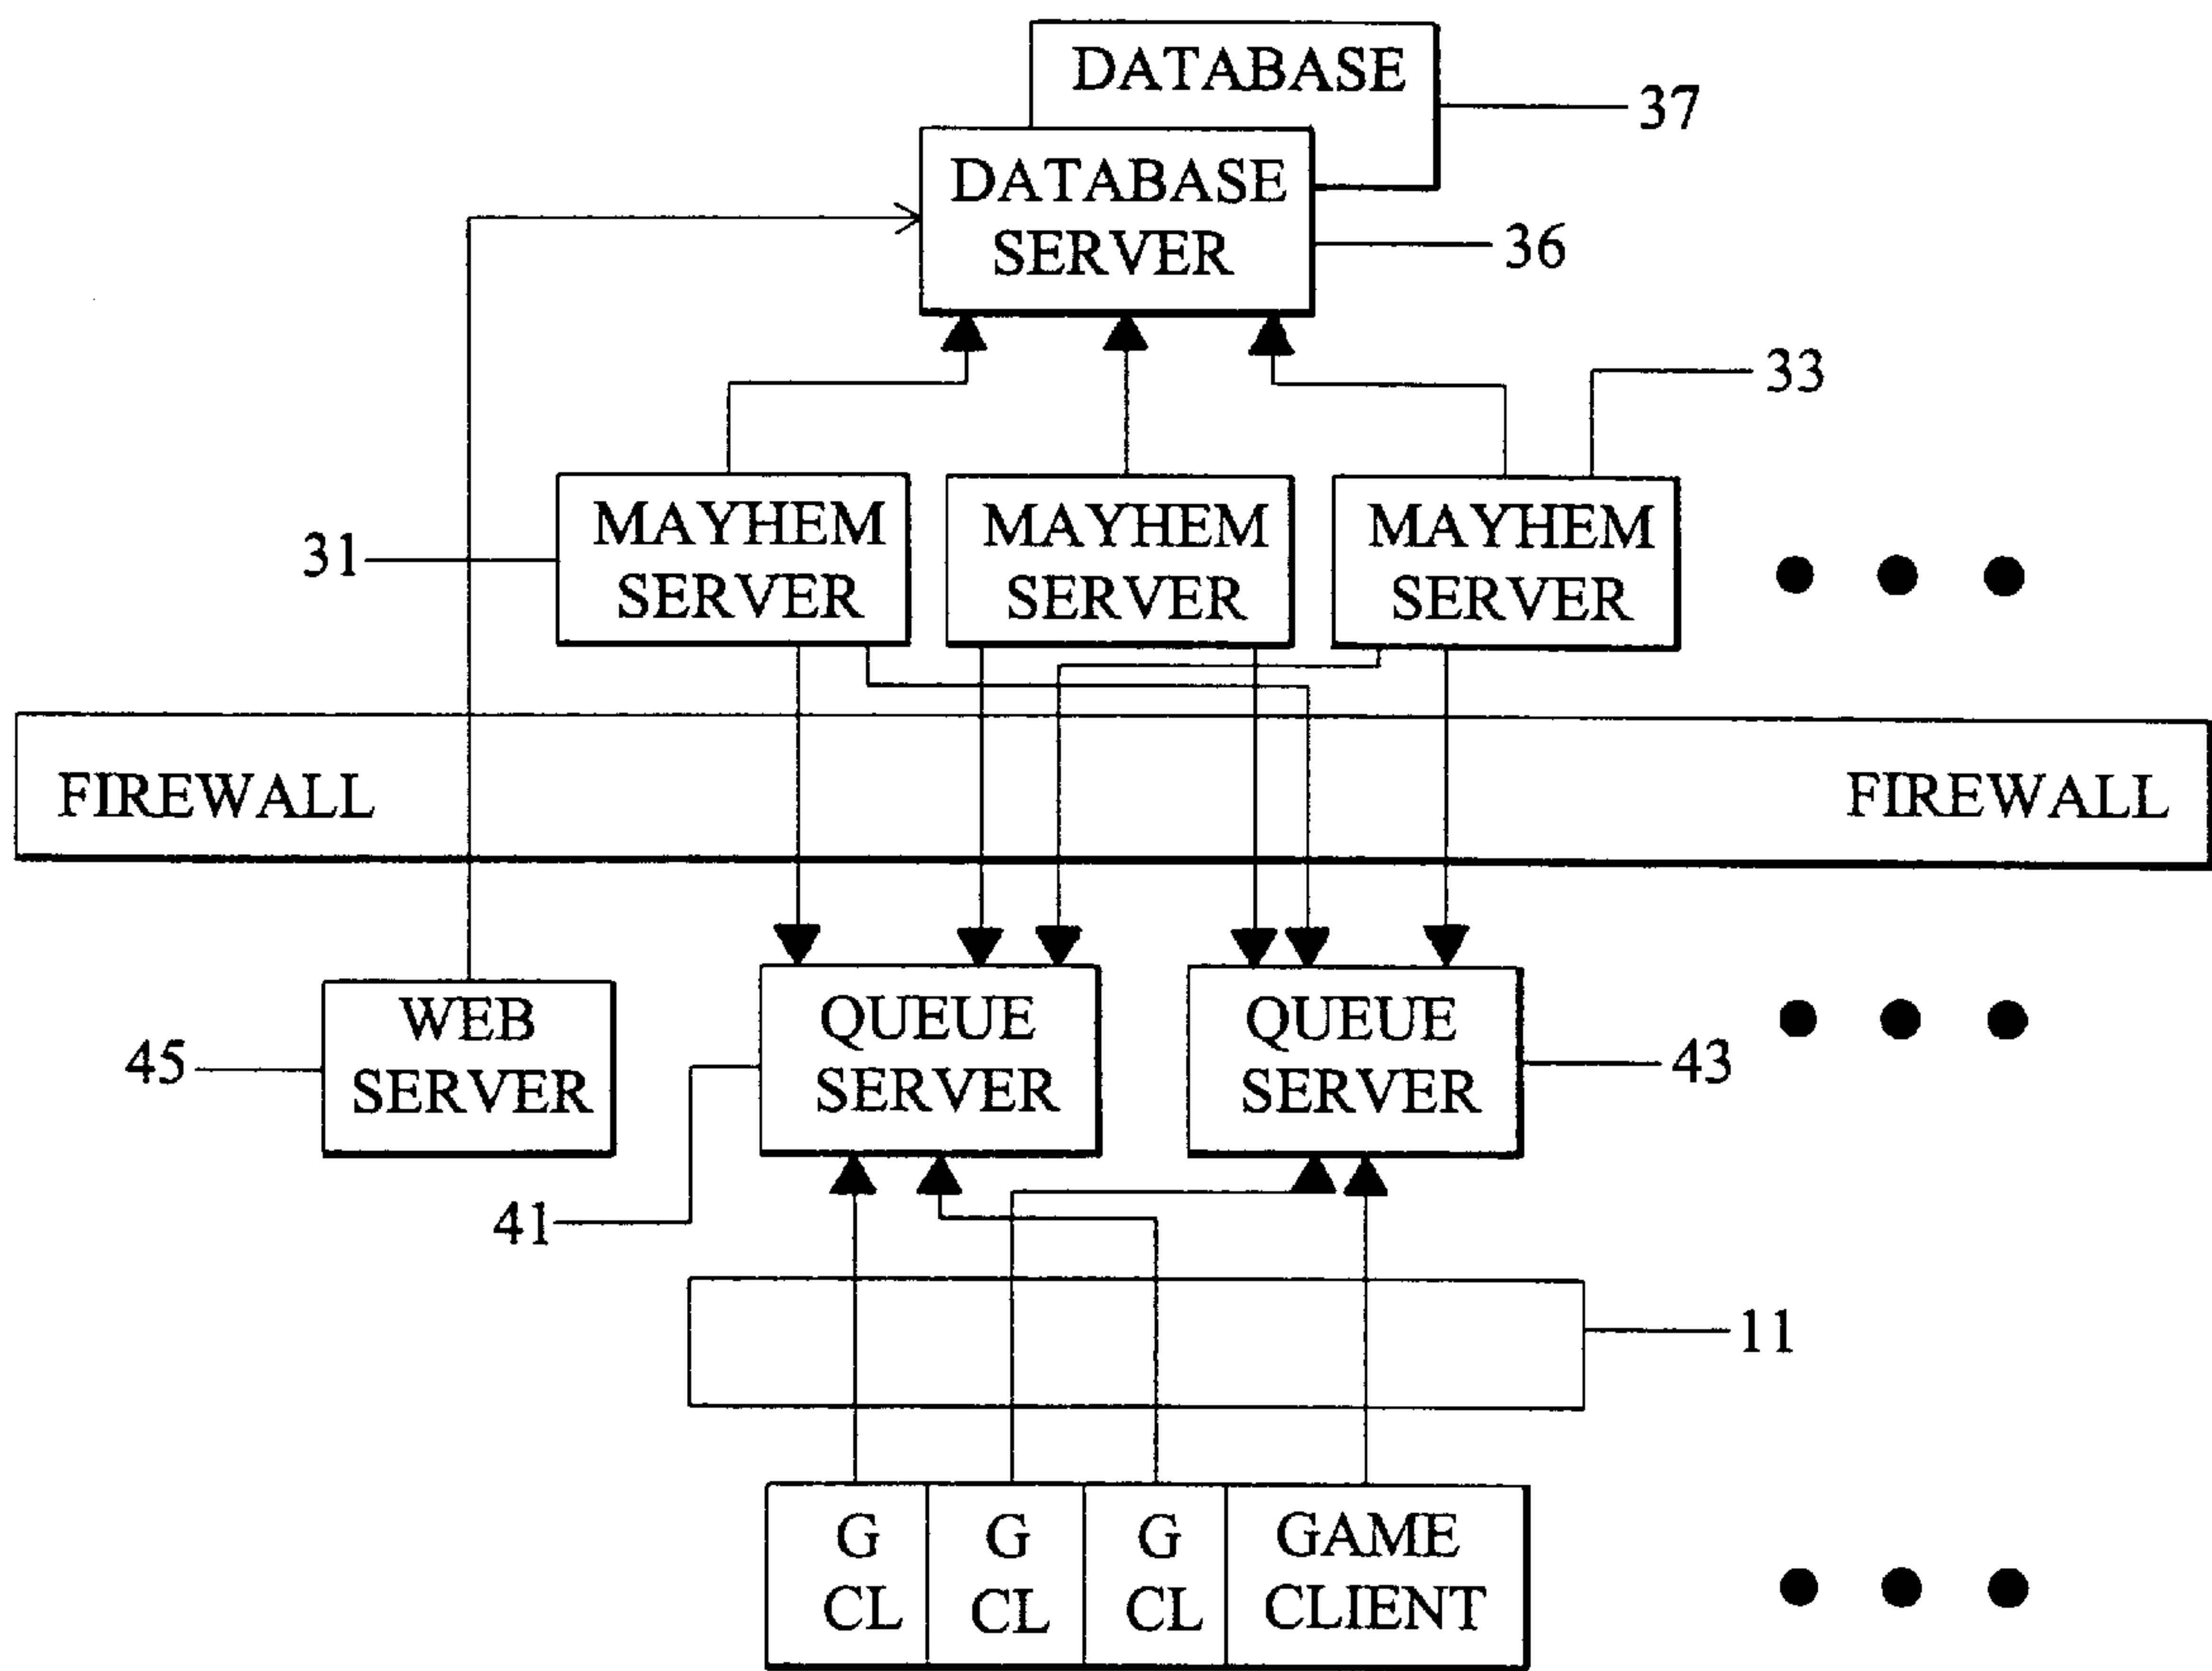 DATABASE
37
DATABASE
SERVER
36
33
MAYHEM
SERVER
MAYHEM
SERVER
MAYHEM
SERVER
31
FIREWALL
FIREWALL
WEB
SERVER
45
QUEUE
SERVER
QUEUE
SERVER
43
41
11
G
CL
G
CL
G
CL
GAME
CLIENT